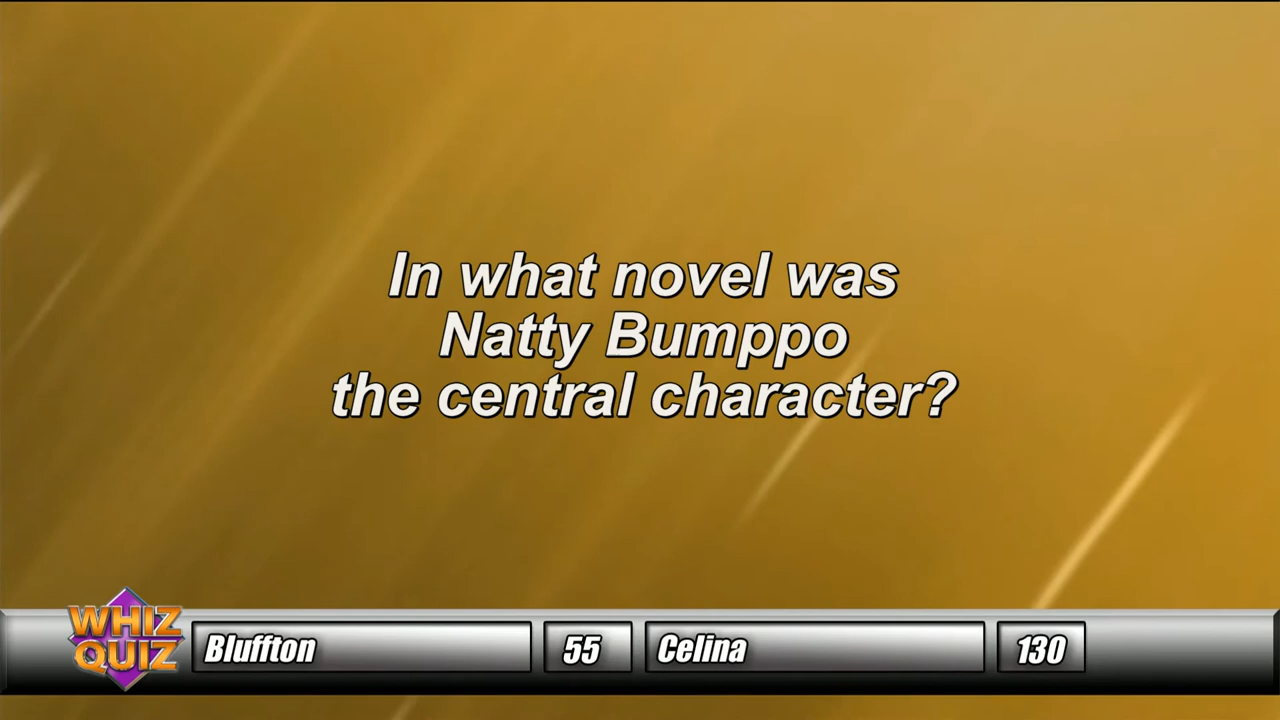 In what novel was
Natty Bumppo
the central character?
WHIZ
QUIZ
Bluffton 55 Celina 130